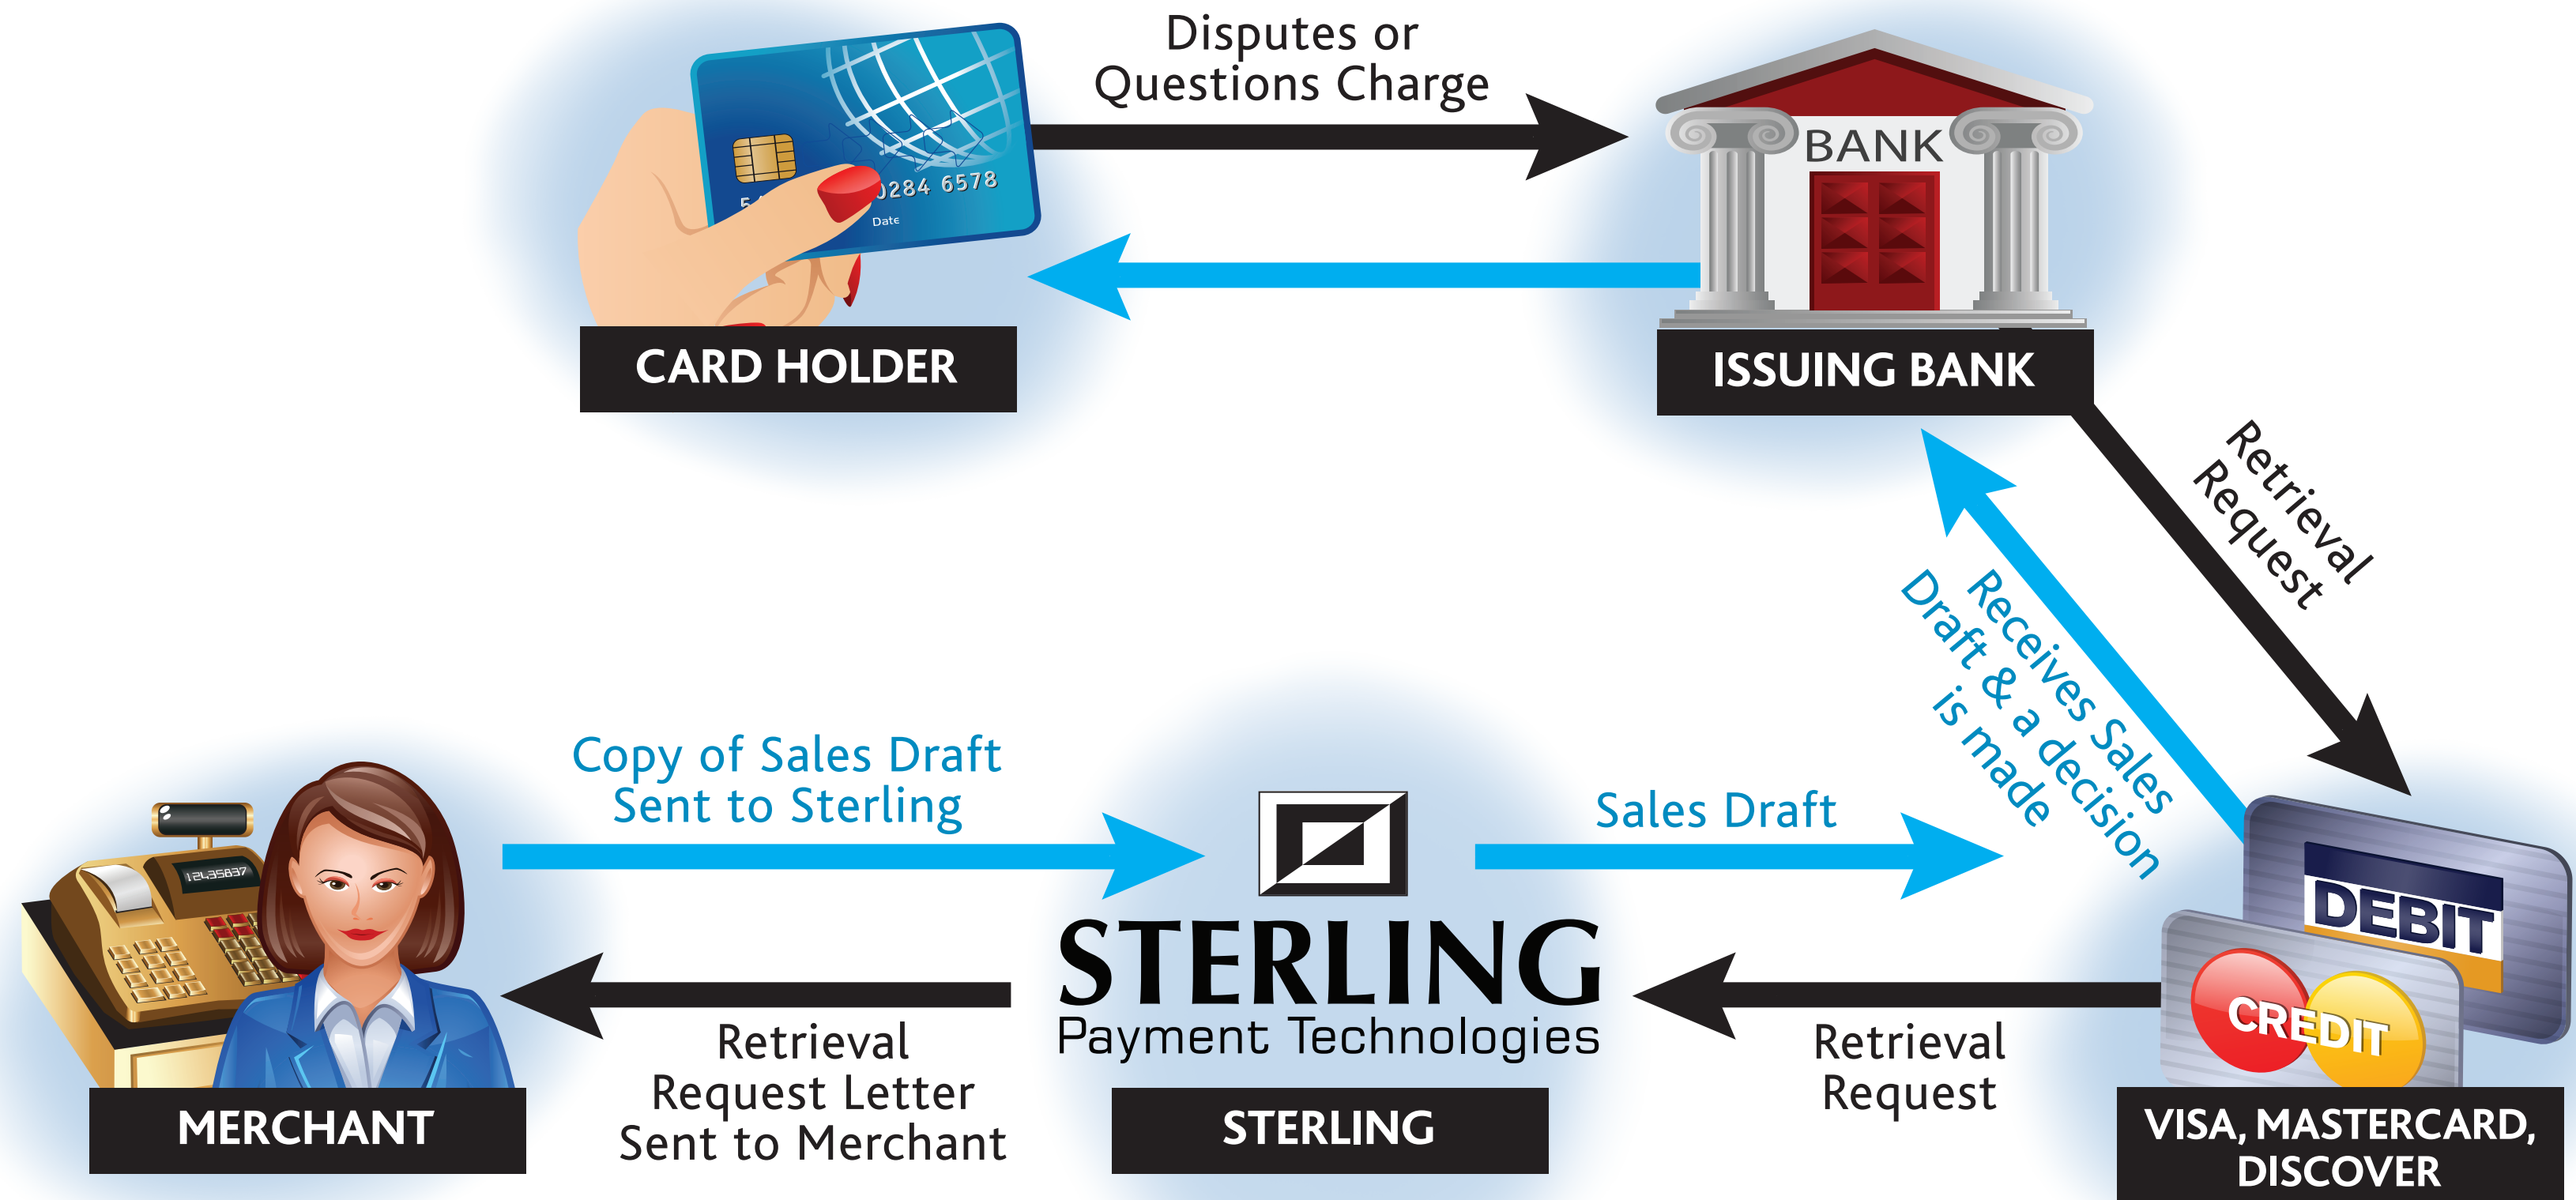 Disputes or
Questions Charge
BANK
0284 6578
Date
CARD HOLDER
ISSUING BANK
Retrieval
Request
Receives Sales
Draft & a decision
is made
Copy of Sales Draft
Sent to Sterling
Sales Draft
12435837
DEBIT
CREDIT
STERLING
Payment Technologies
Retrieval
Request Letter
Sent to Merchant
Retrieval
Request
MERCHANT
STERLING
VISA, MASTERCARD,
DISCOVER